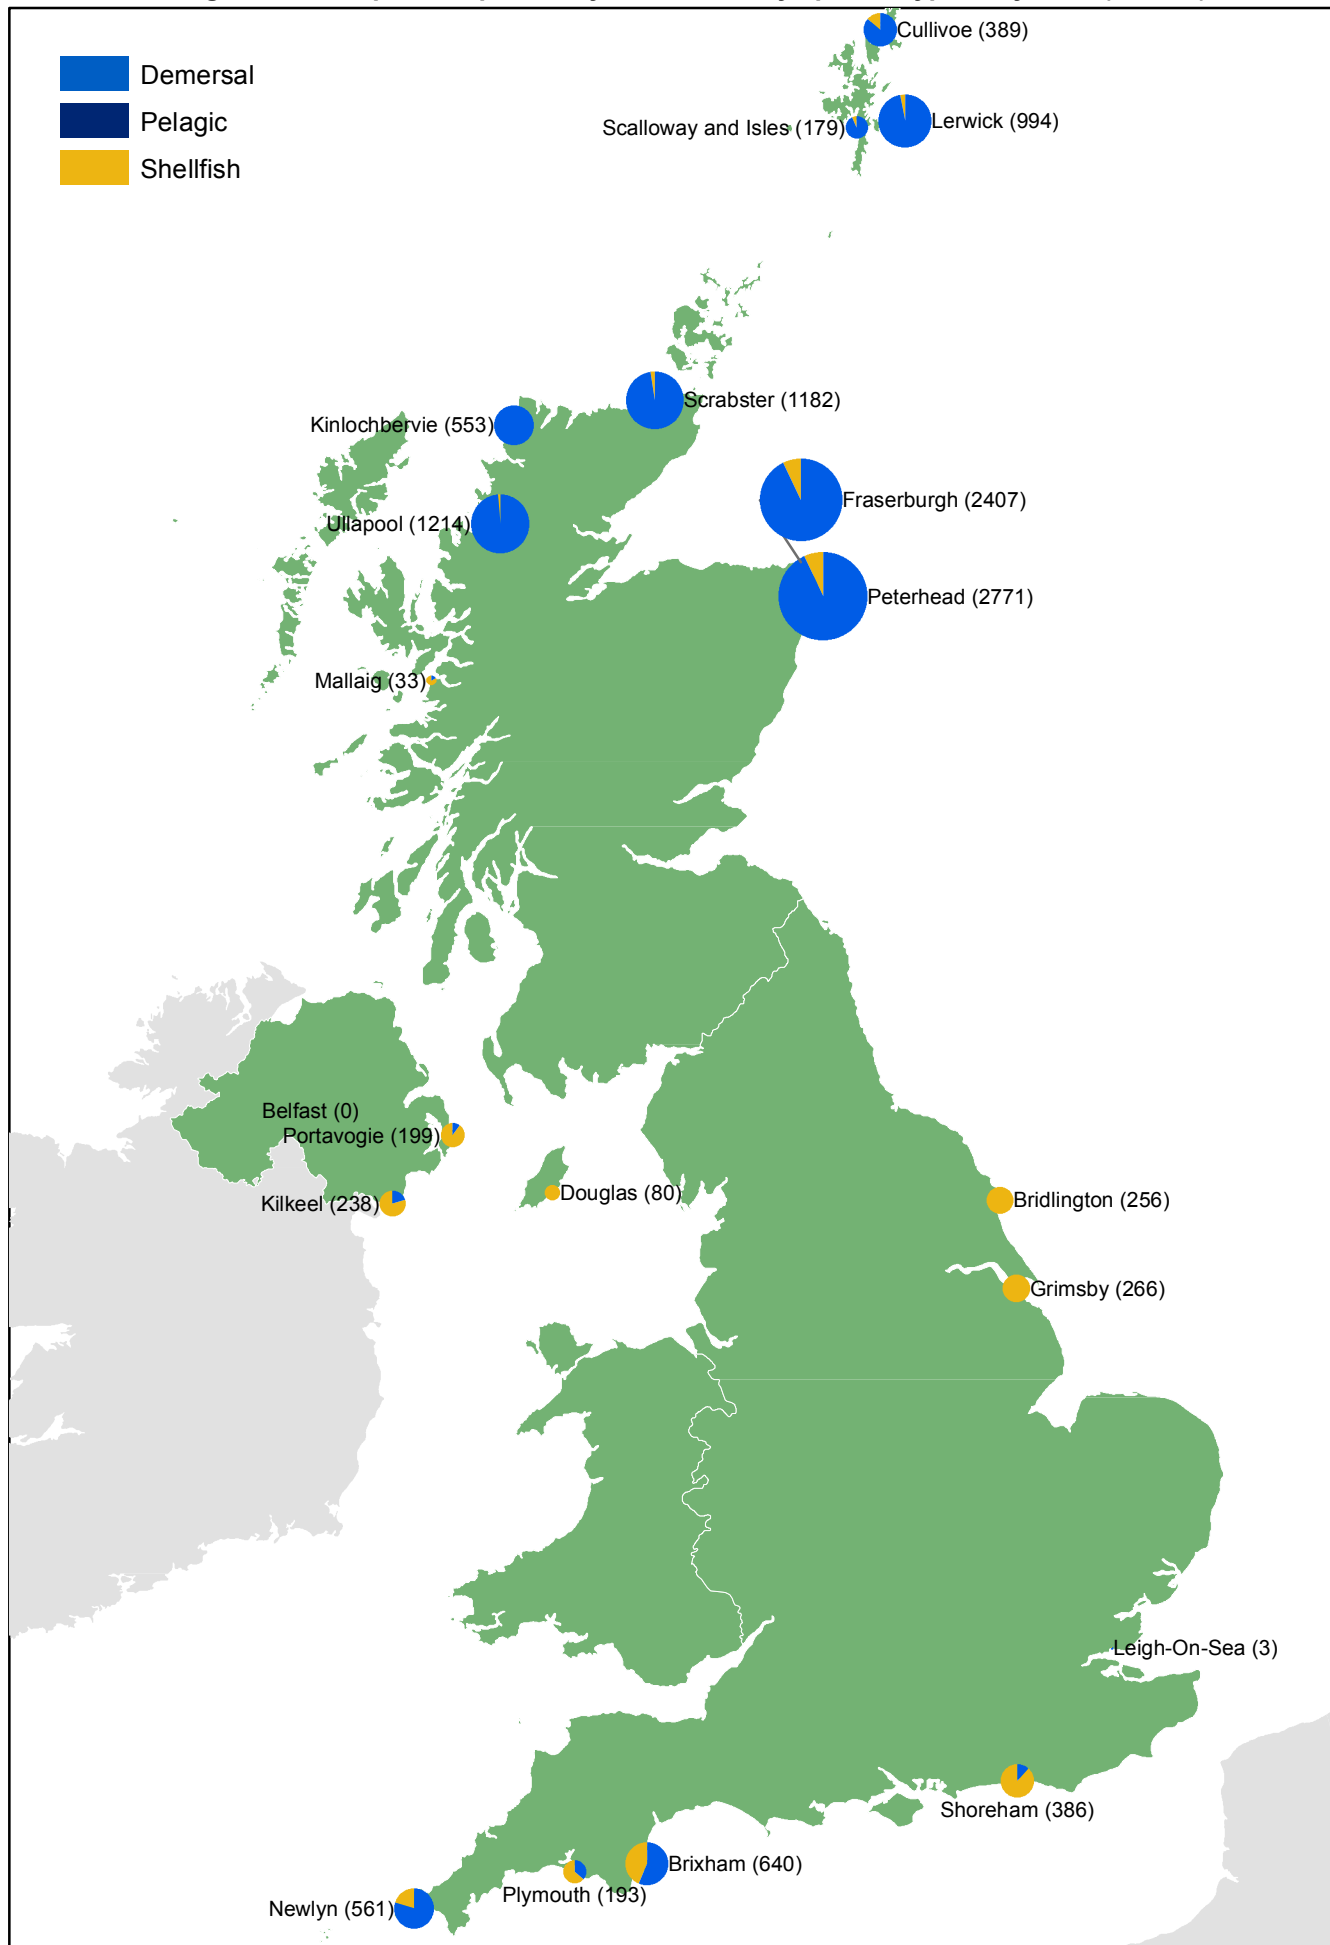 Demersal
Pelagic
Shellfish
Cullivoe (389)
Lerwick (994)
Scalloway and Isles (179)
Scrabster (1182)
Kinlochbervie (553)
Fraserburgh (2407)
Ullapool (1214)
Peterhead (2771)
Mallaig (33)
Belfast (0)
Portavogie (199)
Kilkeel (238)
Douglas (80)
Bridlington (256)
Grimsby (266)
Leigh-On-Sea (3)
Shoreham (386)
Brixham (640)
Plymouth (193)
Newlyn (561)